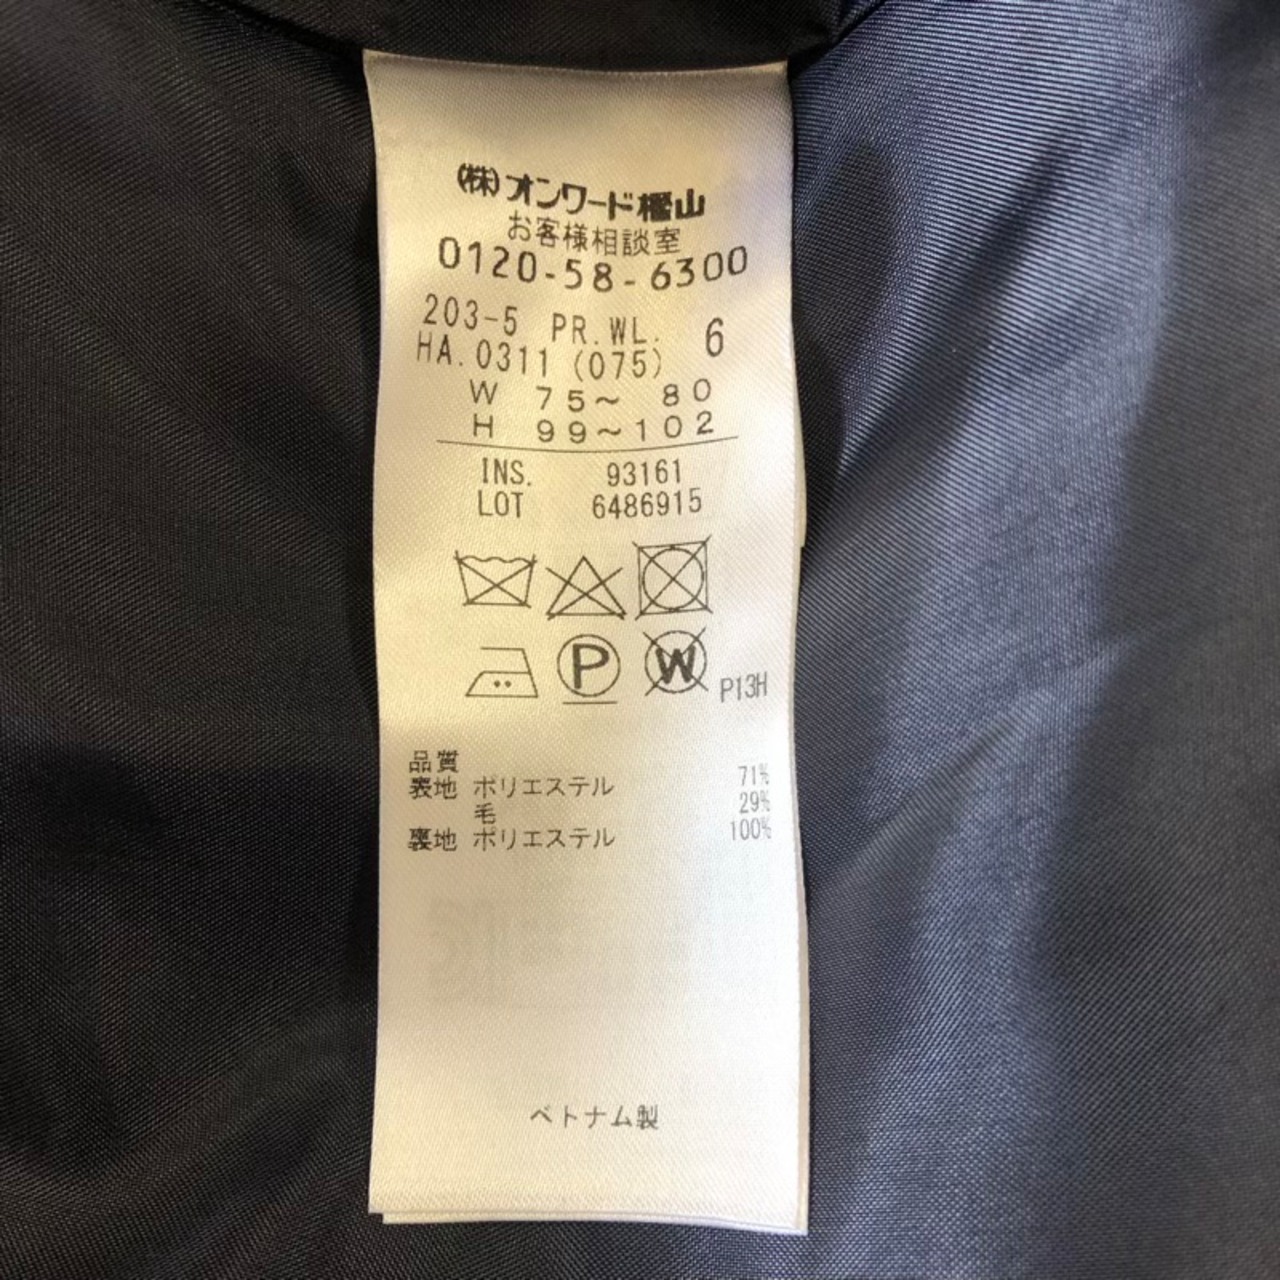 (株)オンワード樫山
お客様相談室
0120-58-6300
203-5 PR.WL. 6
HA.0311 (075)
W 75～ 80
H 99～102
INS. 93161
LOT 6486915
P
W
P13H
品質
表地 ポリエステル 71%
毛 29%
裏地 ポリエステル 100%
ベトナム製